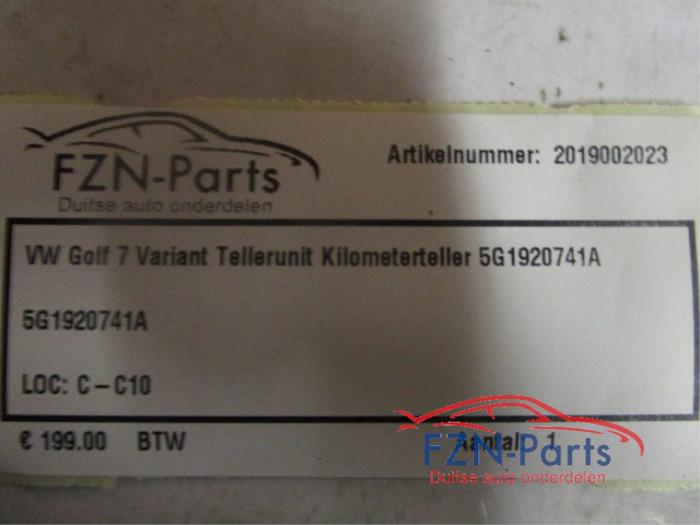 FZN-Parts
Duitse auto onderdelen
Artikelnummer: 2019002023
VW Golf 7 Variant Tellerunit Kilometerteller 5G1920741A
5G1920741A
LOC: C-C10
€ 199.00 BTW Aantal: 1
FZN-Parts
Duitse auto onderdelen